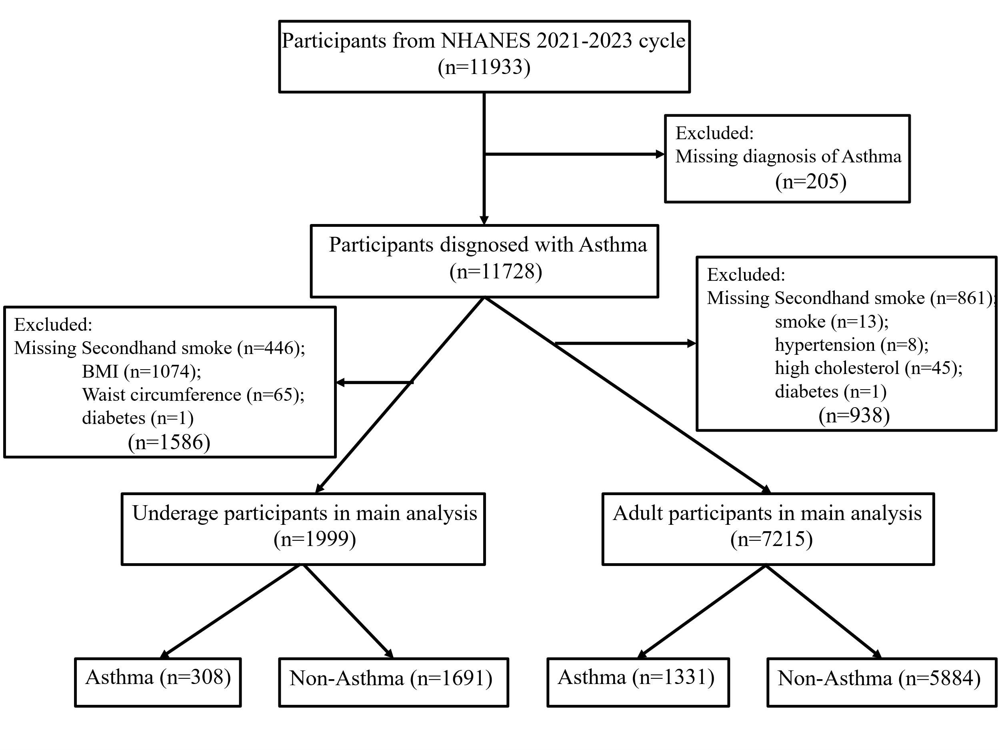 Participants from NHANES 2021-2023 cycle
(n=11933)
Excluded:
Missing diagnosis of Asthma
(n=205)
Participants disgnosed with Asthma
(n=11728)
Excluded:
Missing Secondhand smoke (n=861);
smoke (n=13);
hypertension (n=8);
high cholesterol (n=45);
diabetes (n=1)
(n=938)
Excluded:
Missing Secondhand smoke (n=446);
BMI (n=1074);
Waist circumference (n=65);
diabetes (n=1)
(n=1586)
Underage participants in main analysis
(n=1999)
Adult participants in main analysis
(n=7215)
Asthma (n=308)
Non-Asthma (n=1691)
Asthma (n=1331)
Non-Asthma (n=5884)